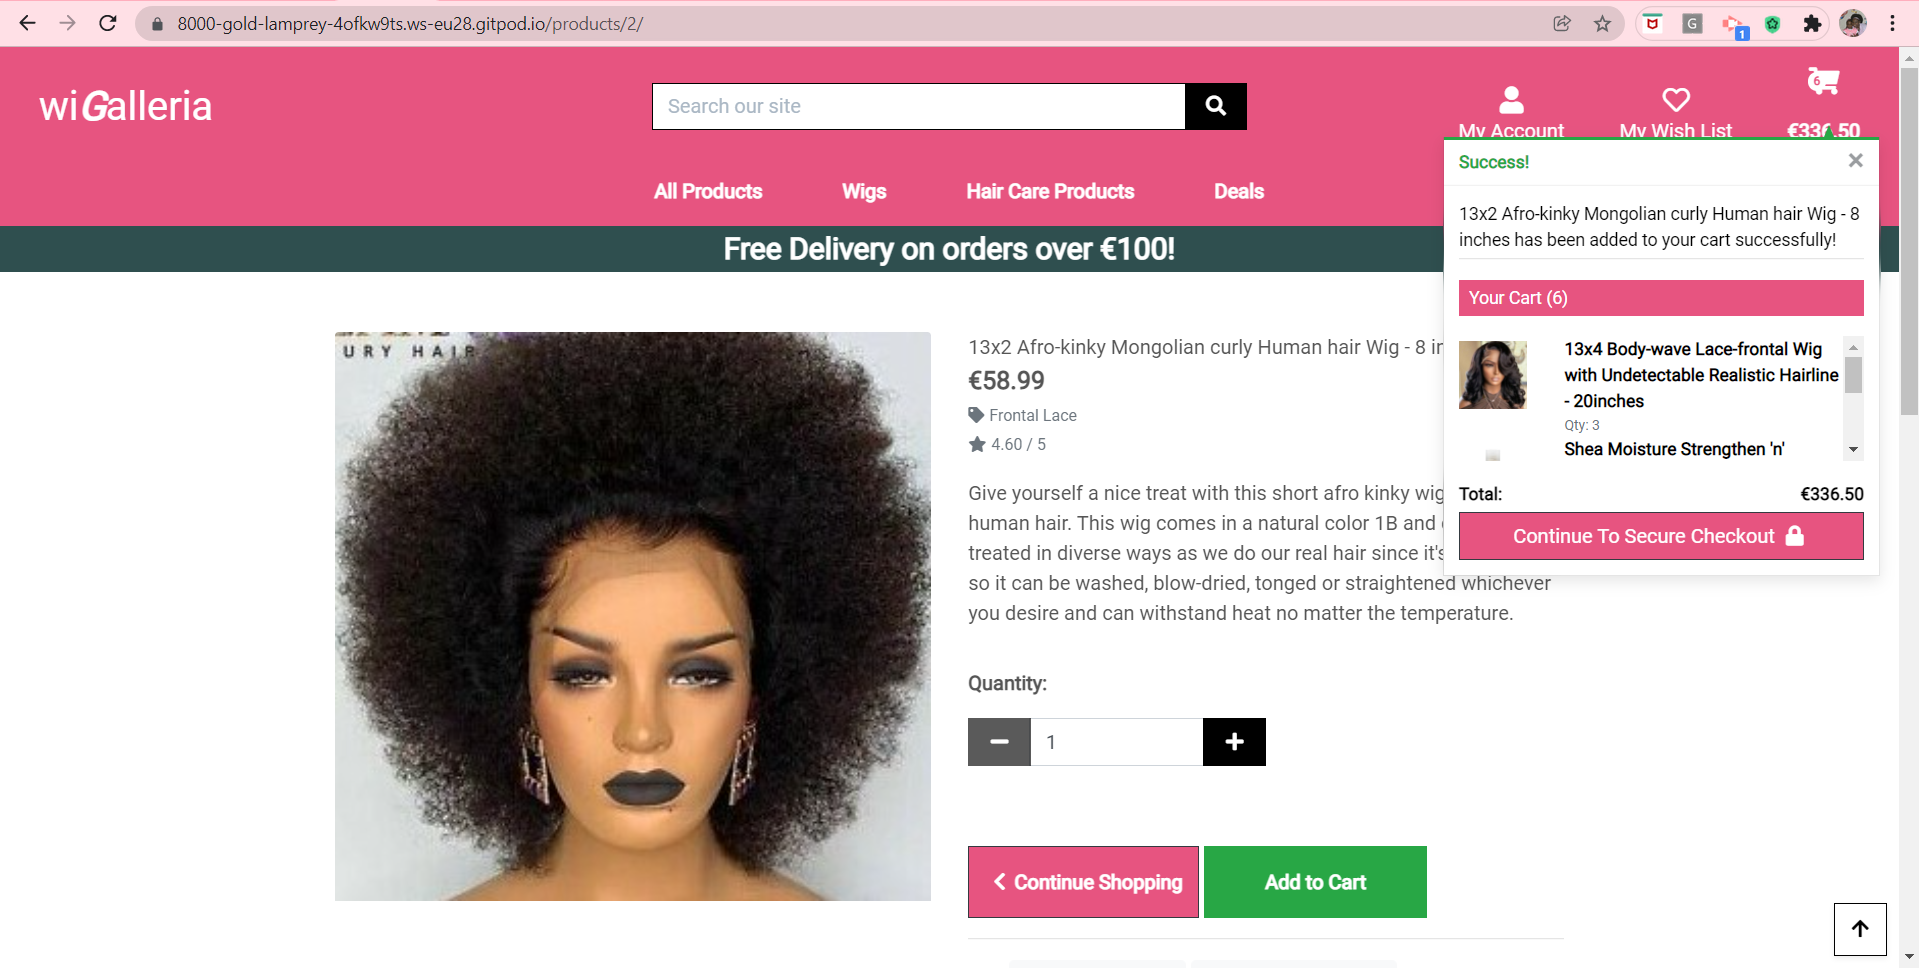 8000-gold-lamprey-4ofkw9ts.ws-eu28.gitpod.io/products/2/
G
1
wiGalleria
Search our site
My Account
My Wish List
6
€336.50
All Products
Wigs
Hair Care Products
Deals
Free Delivery on orders over €100!
Success!
×
13x2 Afro-kinky Mongolian curly Human hair Wig - 8
inches has been added to your cart successfully!
Your Cart (6)
13x4 Body-wave Lace-frontal Wig
with Undetectable Realistic Hairline
- 20inches
Qty: 3
Shea Moisture Strengthen 'n'
Total:
€336.50
Continue To Secure Checkout
URY HAIR
13x2 Afro-kinky Mongolian curly Human hair Wig - 8
€58.99
Frontal Lace
4.60 / 5
Give yourself a nice treat with this short afro kinky wig
human hair. This wig comes in a natural color 1B and
treated in diverse ways as we do our real hair since it's
so it can be washed, blow-dried, tonged or straightened whichever
you desire and can withstand heat no matter the temperature.
Quantity:
1
Continue Shopping
Add to Cart